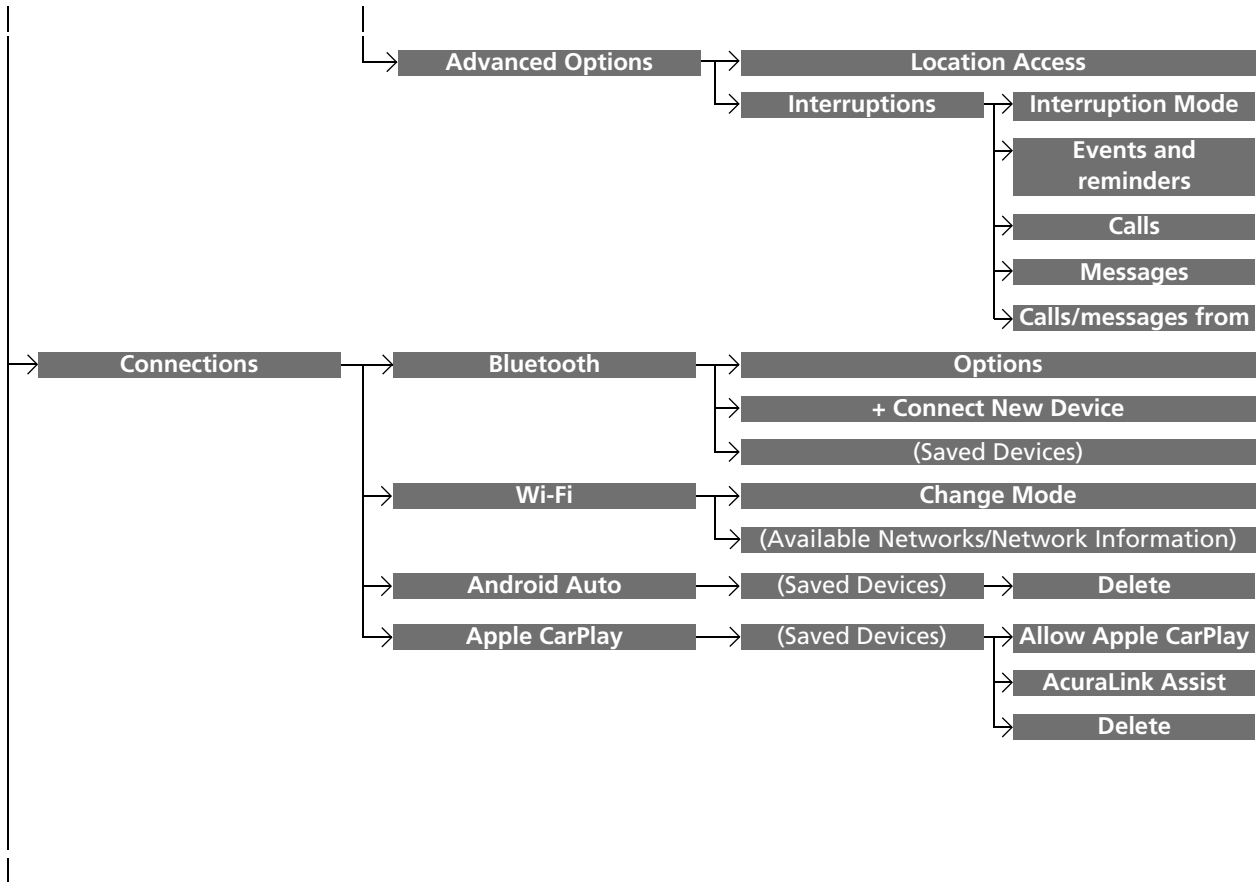 Advanced Options
Location Access
Interruptions
Interruption Mode
Events and
reminders
Calls
Messages
Calls/messages from
Connections
Bluetooth
Options
+ Connect New Device
(Saved Devices)
Wi-Fi
Change Mode
(Available Networks/Network Information)
Android Auto
(Saved Devices)
Delete
Apple CarPlay
(Saved Devices)
Allow Apple CarPlay
AcuraLink Assist
Delete